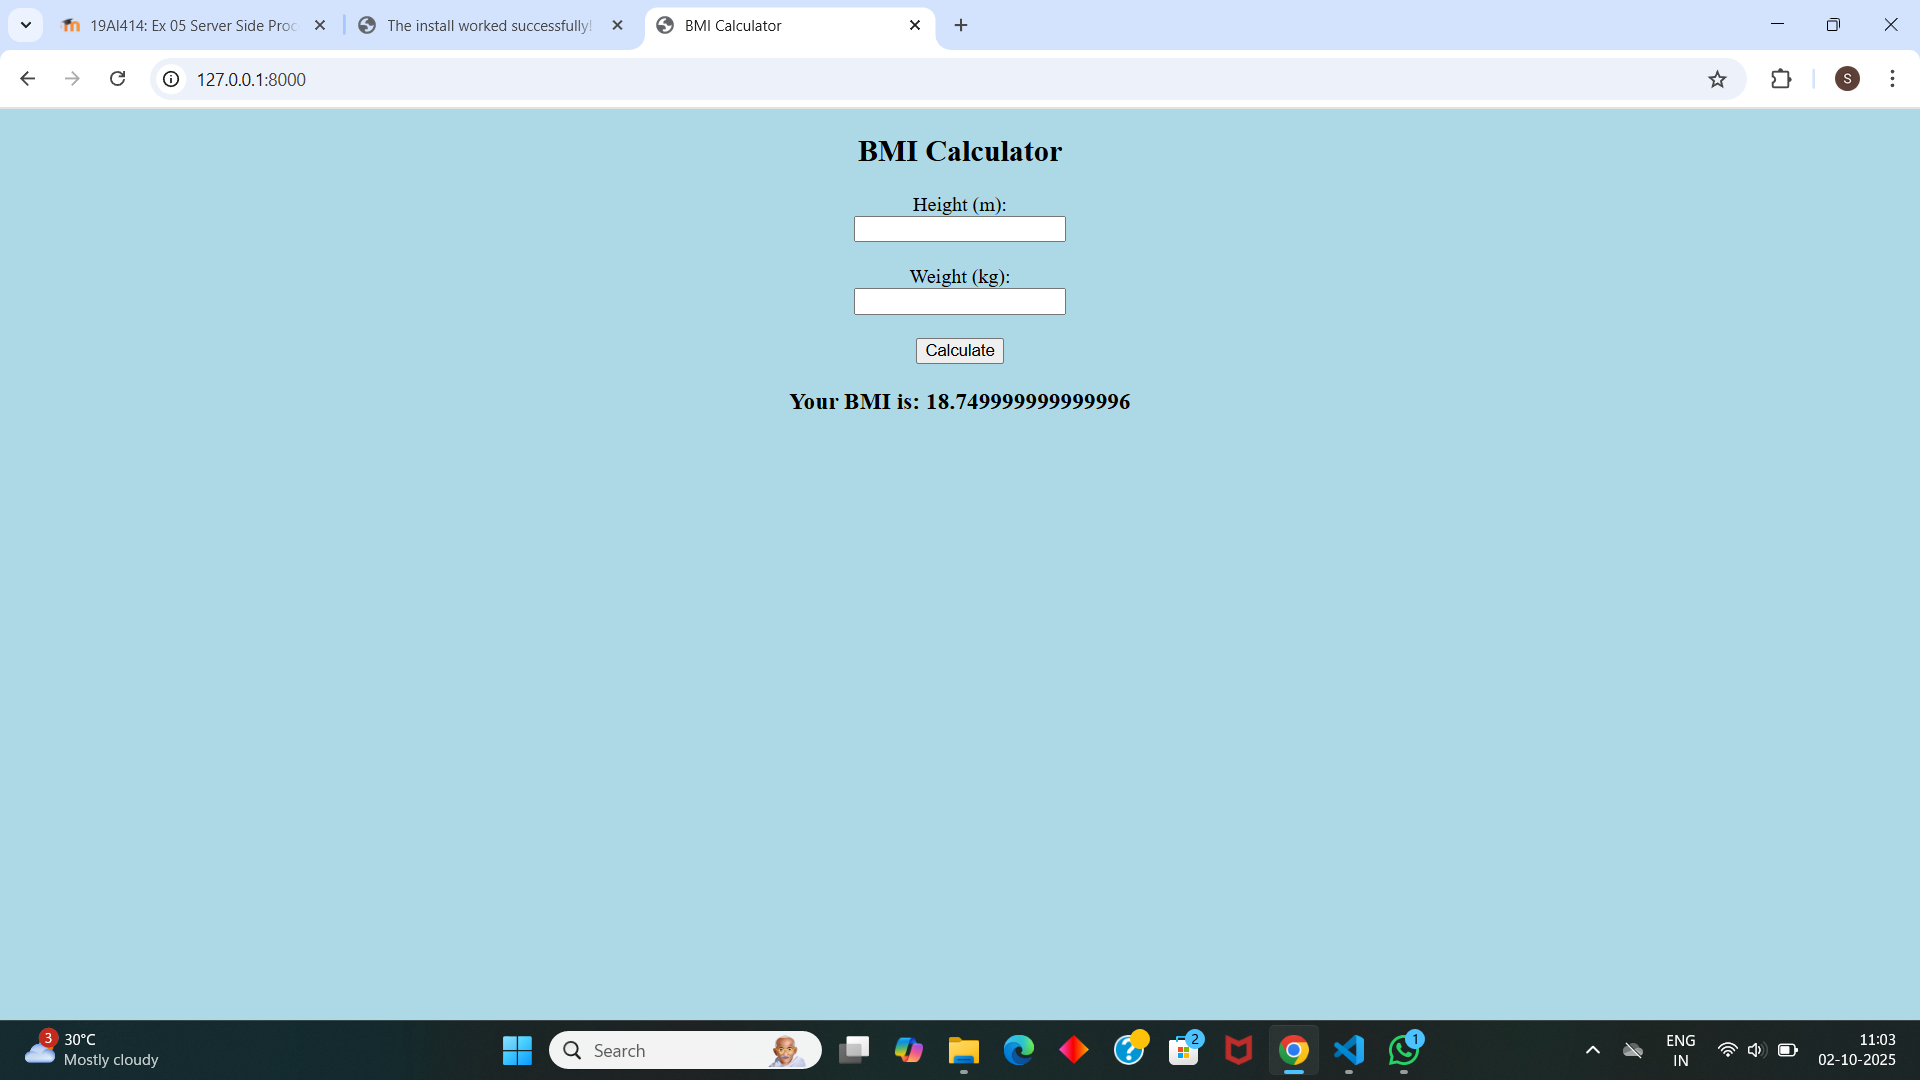 19AI414: Ex 05 Server Side Proc
The install worked successfully!
BMI Calculator
127.0.0.1:8000
S
BMI Calculator
Height (m):
Weight (kg):
Calculate
Your BMI is: 18.749999999999996
3
30°C
Mostly cloudy
Search
2
1
ENG
IN
11:03
02-10-2025